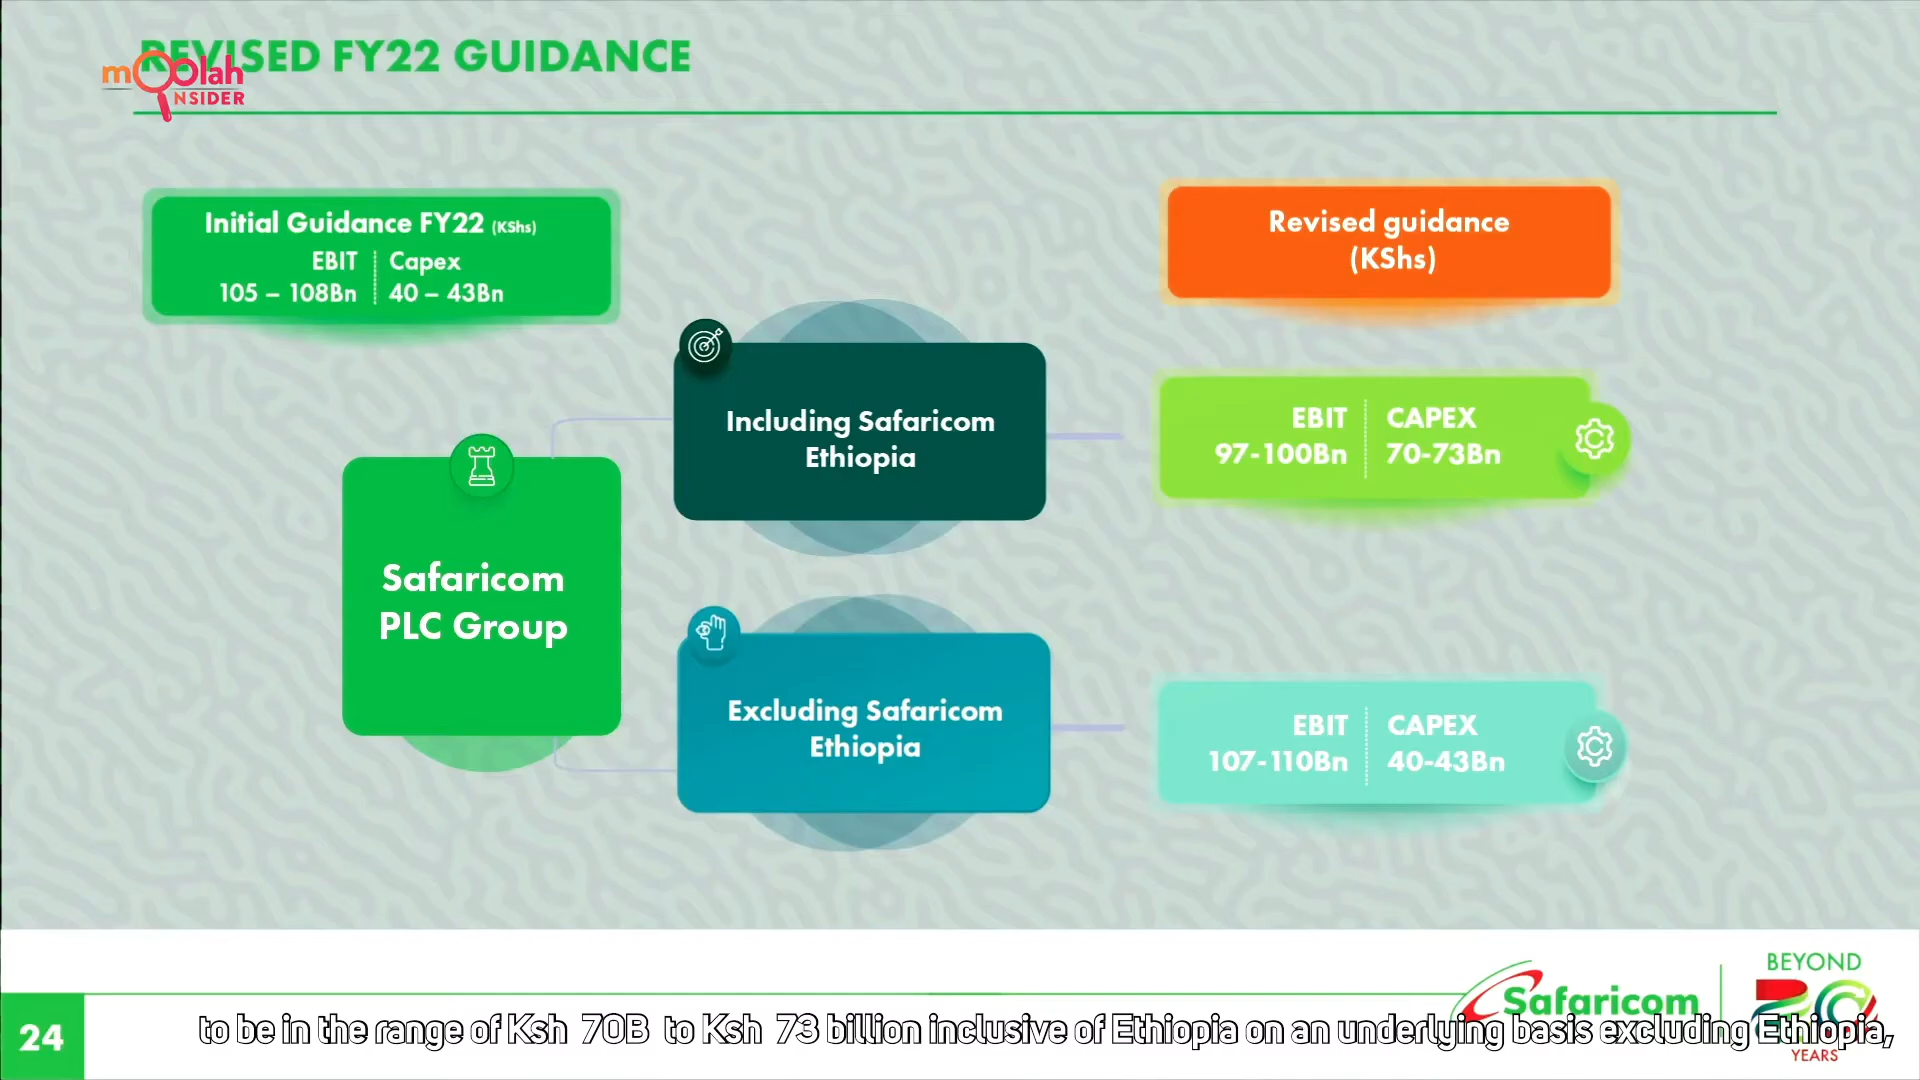 REVISED FY22 GUIDANCE
moolah
INSIDER
Initial Guidance FY22 (KShs)
EBIT Capex
105 – 108Bn 40 – 43Bn
Revised guidance
(KShs)
Including Safaricom
Ethiopia
EBIT CAPEX
97-100Bn 70-73Bn
Safaricom
PLC Group
Excluding Safaricom
Ethiopia
EBIT CAPEX
107-110Bn 40-43Bn
BEYOND
20
YEARS
Safaricom
24
to be in the range of Ksh 70B to Ksh 73 billion inclusive of Ethiopia on an underlying basis excluding Ethiopia,